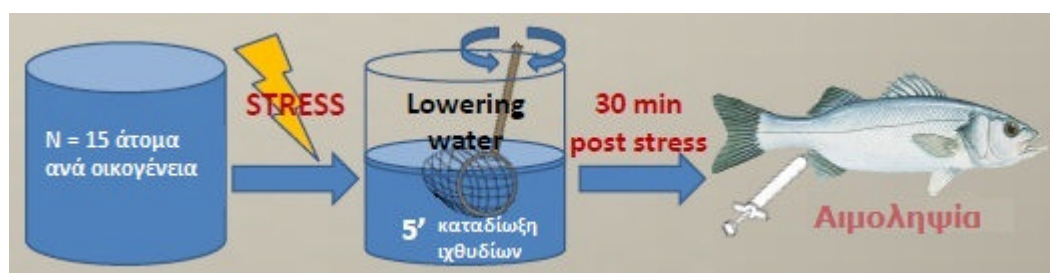 N = 15 άτομα
ανά οικογένεια
STRESS
Lowering
water
5’ καταδίωξη
ιχθυδίων
30 min
post stress
Αιμοληψία